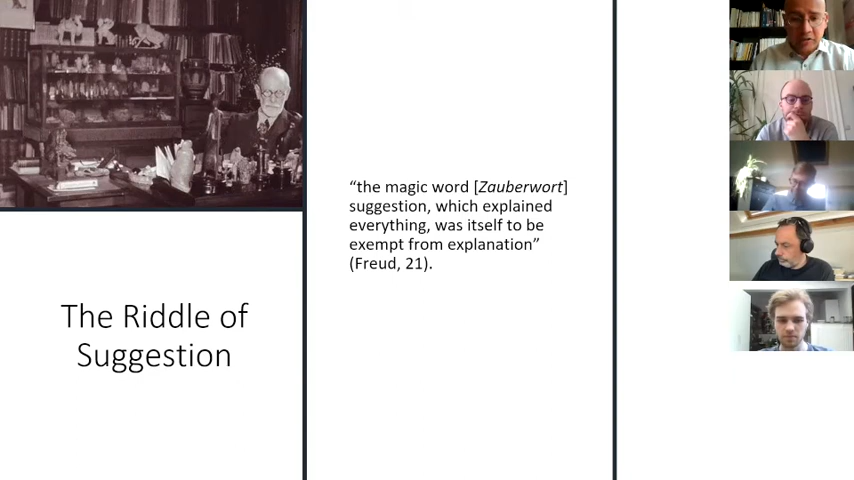 “the magic word [Zauberwort]
suggestion, which explained
everything, was itself to be
exempt from explanation”
(Freud, 21).
The Riddle of
Suggestion